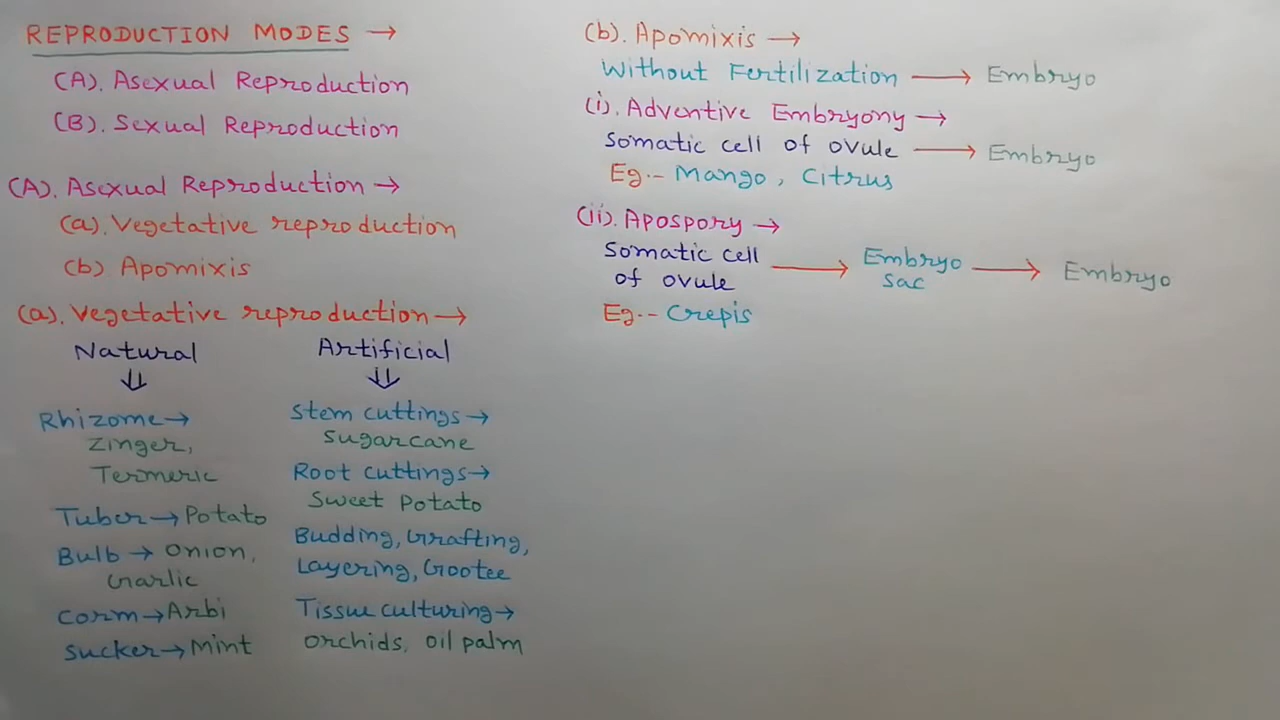 REPRODUCTION MODES →
(A). Asexual Reproduction
(B). Sexual Reproduction
(A). Asexual Reproduction →
(a). Vegetative reproduction
(b) Apomixis
(a). Vegetative reproduction →
Natural
⇓
Rhizome →
Zinger,
Termeric
Tuber → Potato
Bulb → Onion,
Garlic
Corm → Arbi
Sucker → Mint
Artificial
⇓
Stem cuttings →
Sugarcane
Root cuttings →
Sweet Potato
Budding, Grafting,
Layering, Gootee
Tissue culturing →
Orchids, Oil palm
(b). Apomixis →
Without Fertilization → Embryo
(i). Adventive Embryony →
Somatic cell of ovule → Embryo
Eg.- Mango, Citrus
(ii). Apospory →
Somatic cell
of ovule → Embryo
sac → Embryo
Eg.- Crepis